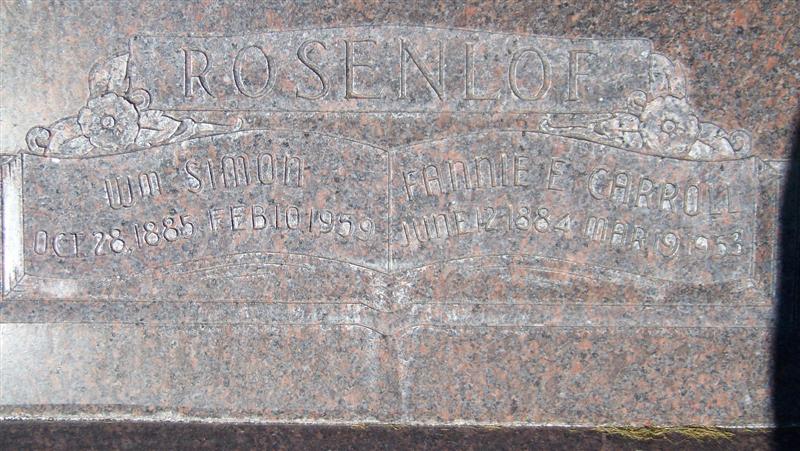 ROSENLOF
WM SIMON
OCT. 28, 1885 FEB 10 1959
FANNIE E CARROLL
JUNE 12 1884 MAR 19 1953